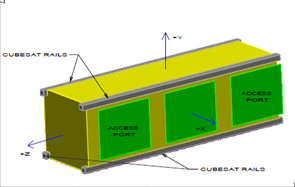 +Y
CUBESAT RAILS
ACCESS
PORT
ACCESS
PORT
+X
+Z
CUBESAT RAILS